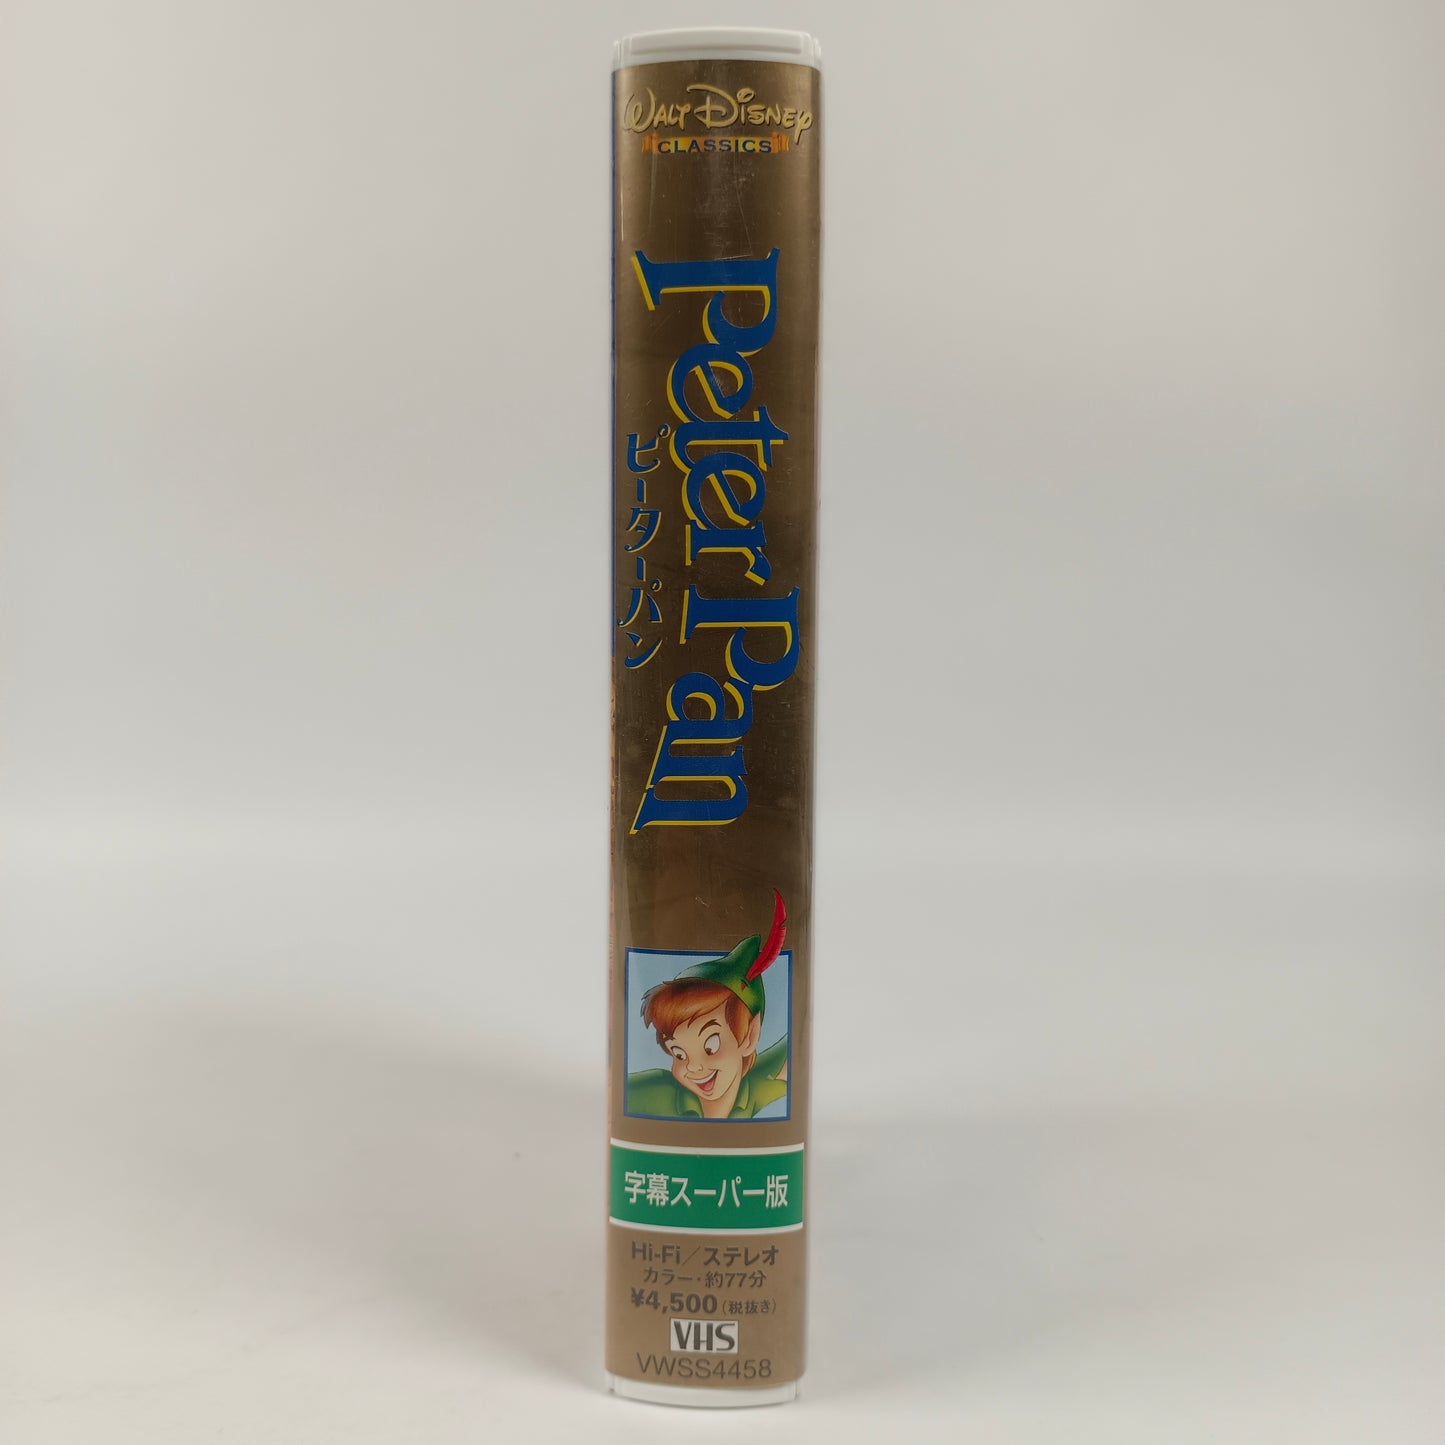 WALT DISNEY
CLASSICS
Peter Pan
ピーターパン
字幕スーパー版
Hi-Fi／ステレオ
カラー・約77分
¥4,500(税抜き)
VHS
VWSS4458